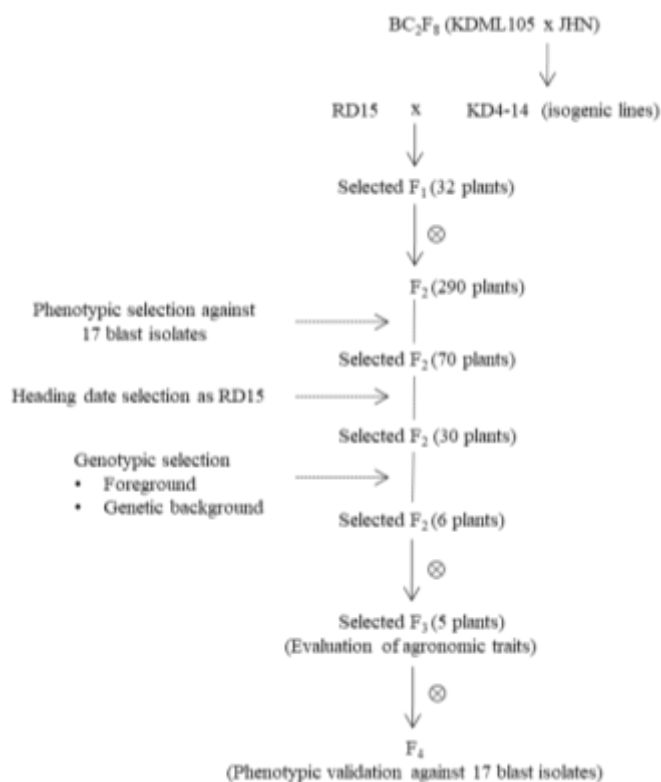 BC₂F₈ (KDML105 x JHN)
RD15 x KD4-14 (isogenic lines)
Selected F₁ (32 plants)
⊗
F₂ (290 plants)
Phenotypic selection against
17 blast isolates
Selected F₂ (70 plants)
Heading date selection as RD15
Selected F₂ (30 plants)
Genotypic selection
• Foreground
• Genetic background
Selected F₂ (6 plants)
⊗
Selected F₃ (5 plants)
(Evaluation of agronomic traits)
⊗
F₄
(Phenotypic validation against 17 blast isolates)